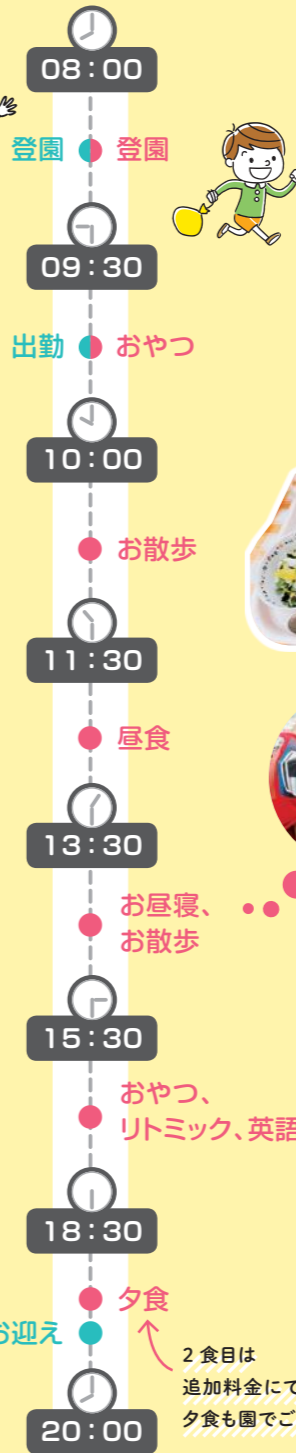 08:00
登園 登園
09:30
出勤 おやつ
10:00
お散歩
11:30
昼食
13:30
お昼寝、
お散歩
15:30
おやつ、
リトミック、英語
18:30
夕食
お迎え
2食目は
追加料金にて
夕食も園でご
20:00